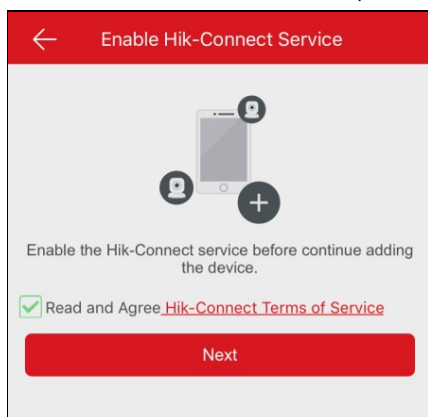 Enable Hik-Connect Service
Enable the Hik-Connect service before continue adding
the device.
Read and Agree Hik-Connect Terms of Service
Next